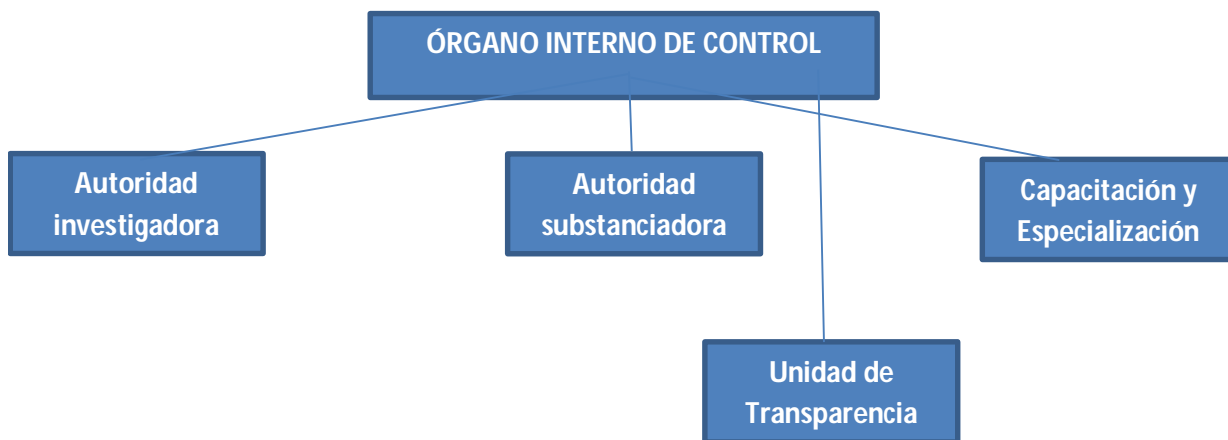 ÓRGANO INTERNO DE CONTROL
Autoridad
investigadora
Autoridad
substanciadora
Capacitación y
Especialización
Unidad de
Transparencia